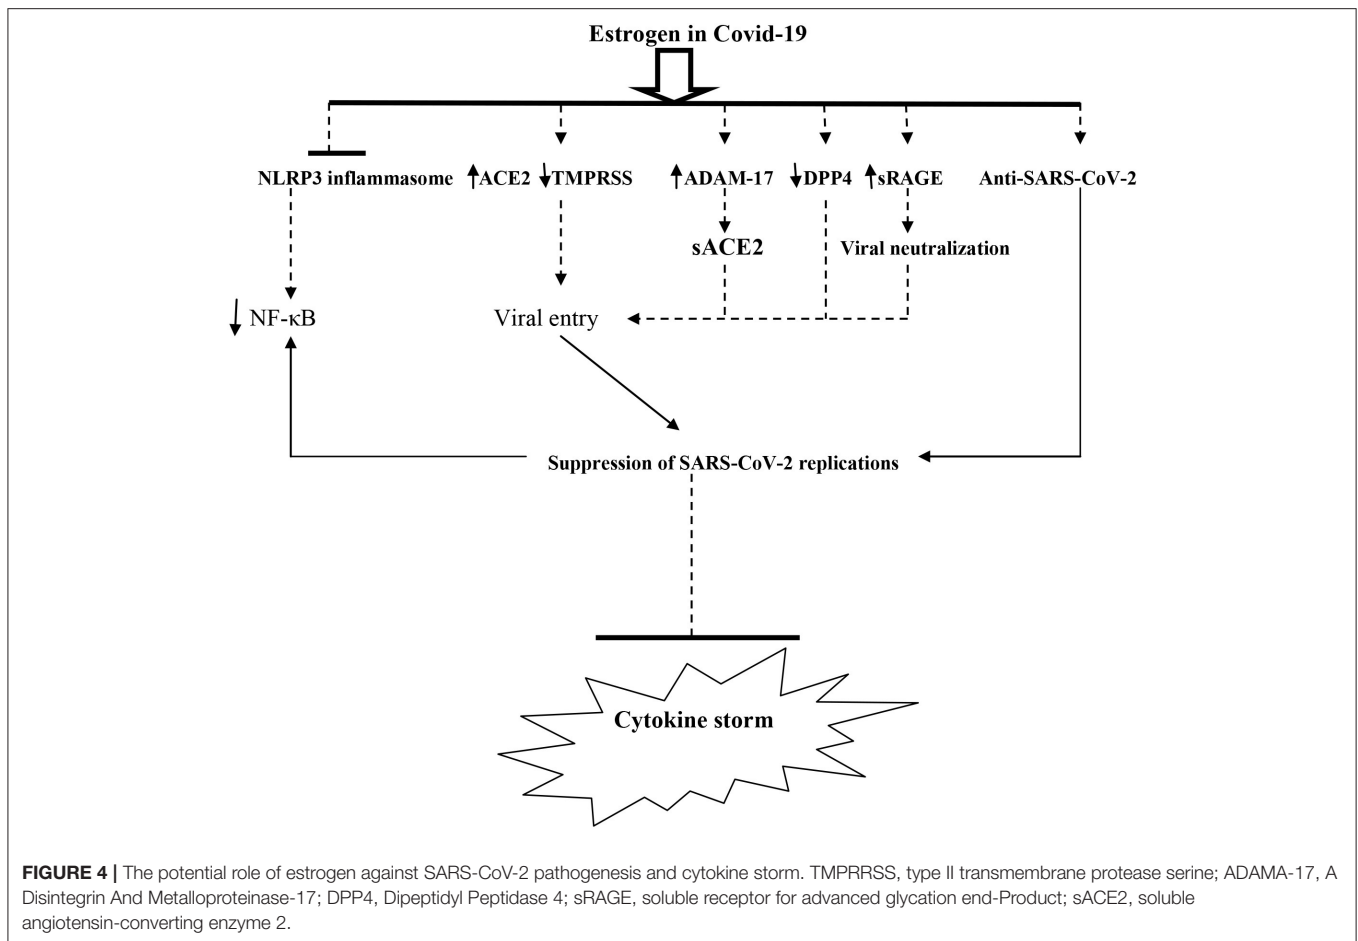 Estrogen in Covid-19
NLRP3 inflammasome ↑ACE2 ↓TMPRSS ↑ADAM-17 ↓DPP4 ↑sRAGE Anti-SARS-CoV-2
sACE2 Viral neutralization
↓ NF-κB Viral entry
Suppression of SARS-CoV-2 replications
Cytokine storm
FIGURE 4 | The potential role of estrogen against SARS-CoV-2 pathogenesis and cytokine storm. TMPRRSS, type II transmembrane protease serine; ADAMA-17, A
Disintegrin And Metalloproteinase-17; DPP4, Dipeptidyl Peptidase 4; sRAGE, soluble receptor for advanced glycation end-Product; sACE2, soluble
angiotensin-converting enzyme 2.